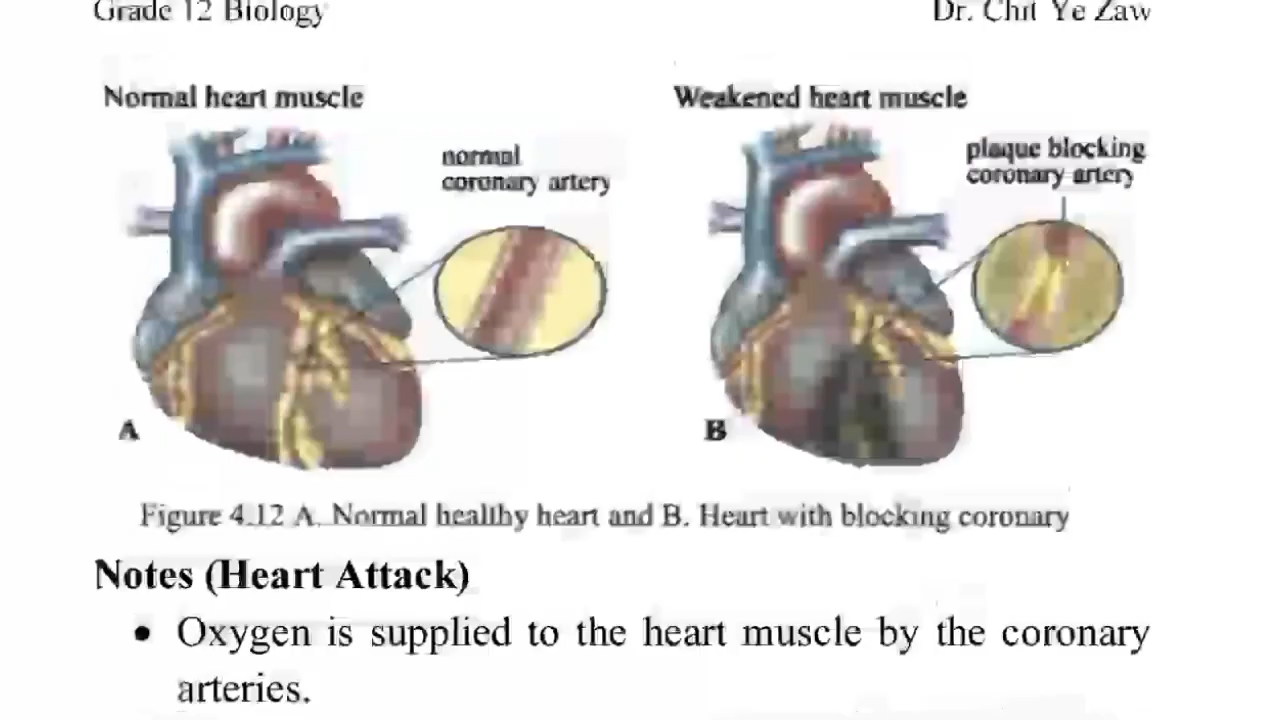 Grade 12 Biology Dr. Chit Ye Zaw
Normal heart muscle Weakened heart muscle
normal
coronary artery
plaque blocking
coronary artery
A B
Figure 4.12 A. Normal healthy heart and B. Heart with blocking coronary
Notes (Heart Attack)
• Oxygen is supplied to the heart muscle by the coronary
arteries.